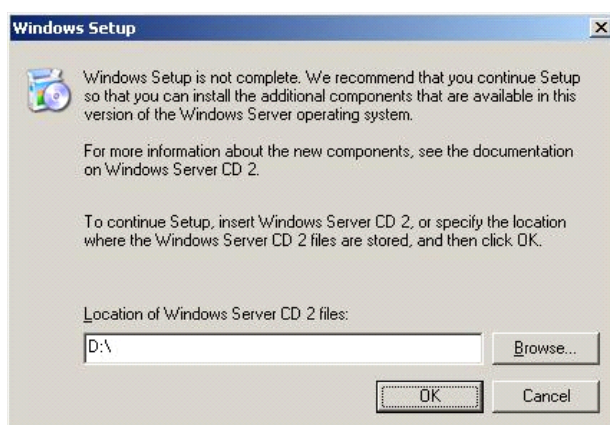 Windows Setup
Windows Setup is not complete. We recommend that you continue Setup
so that you can install the additional components that are available in this
version of the Windows Server operating system.
For more information about the new components, see the documentation
on Windows Server CD 2.
To continue Setup, insert Windows Server CD 2, or specify the location
where the Windows Server CD 2 files are stored, and then click OK.
Location of Windows Server CD 2 files:
D:\
Browse...
OK
Cancel